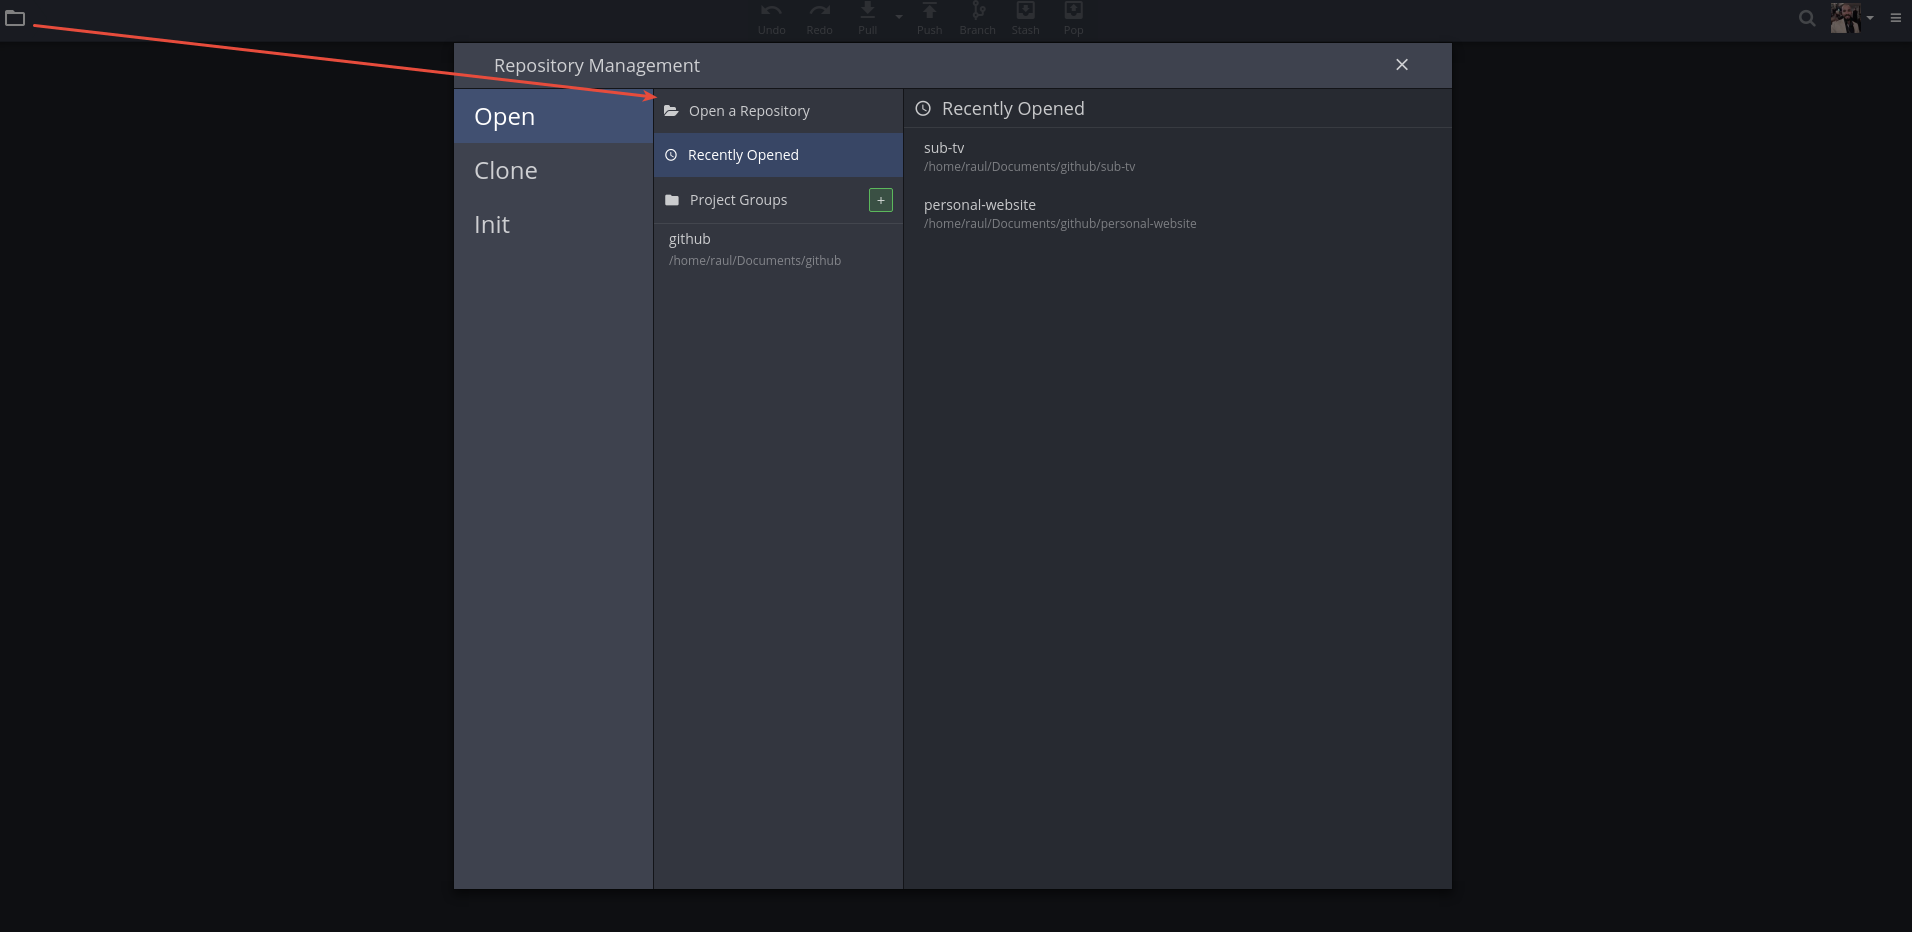 Undo Redo Pull Push Branch Stash Pop
Repository Management
Open
Clone
Init
Open a Repository
Recently Opened
Project Groups
+
github
/home/raul/Documents/github
Recently Opened
sub-tv
/home/raul/Documents/github/sub-tv
personal-website
/home/raul/Documents/github/personal-website